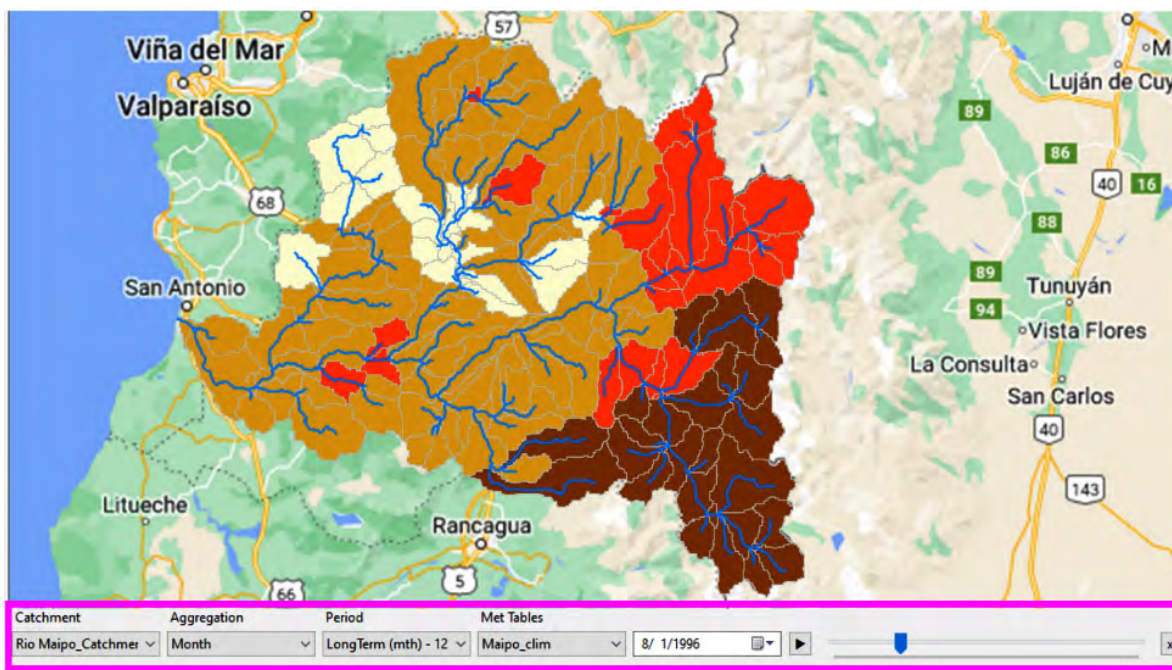 57
Viña del Mar
Valparaíso
Luján de Cuy
89
86
40
16
68
88
89
San Antonio
Tunuyán
94
Vista Flores
La Consulta
San Carlos
40
143
Litueche
Rancagua
5
66
Catchment Aggregation Period Met Tables
Rio Maipo_Catchmer Month LongTerm (mth) - 12 Maipo_clim 8/ 1/1996